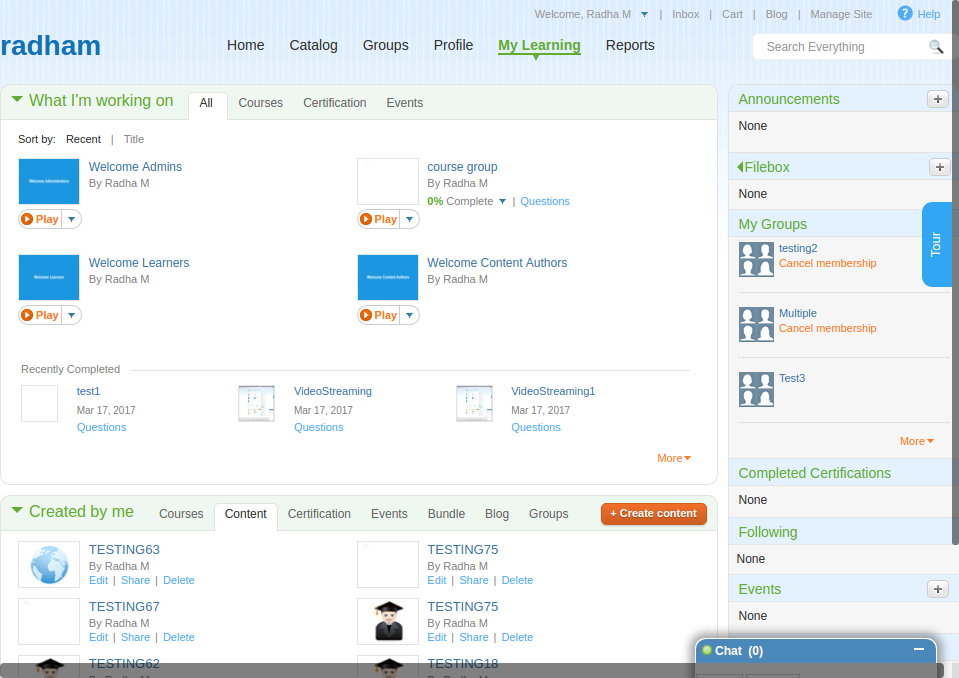 Welcome, Radha M | Inbox | Cart | Blog | Manage Site ? Help
radham
Home Catalog Groups Profile My Learning Reports
Search Everything
What I'm working on All Courses Certification Events
Sort by: Recent | Title
Welcome Administrators
Welcome Admins
By Radha M
Play
course group
By Radha M
0% Complete | Questions
Play
Welcome Learners
Welcome Learners
By Radha M
Play
Welcome Content Authors
Welcome Content Authors
By Radha M
Play
Recently Completed
test1
Mar 17, 2017
Questions
VideoStreaming
Mar 17, 2017
Questions
VideoStreaming1
Mar 17, 2017
Questions
More
Created by me Courses Content Certification Events Bundle Blog Groups + Create content
TESTING63
By Radha M
Edit | Share | Delete
TESTING75
By Radha M
Edit | Share | Delete
TESTING67
By Radha M
Edit | Share | Delete
TESTING75
By Radha M
Edit | Share | Delete
TESTING62
By Radha M
TESTING18
By Radha M
Announcements +
None
Filebox +
None
My Groups
testing2
Cancel membership
Multiple
Cancel membership
Test3
More
Tour
Completed Certifications
None
Following
None
Events +
None
Chat (0)